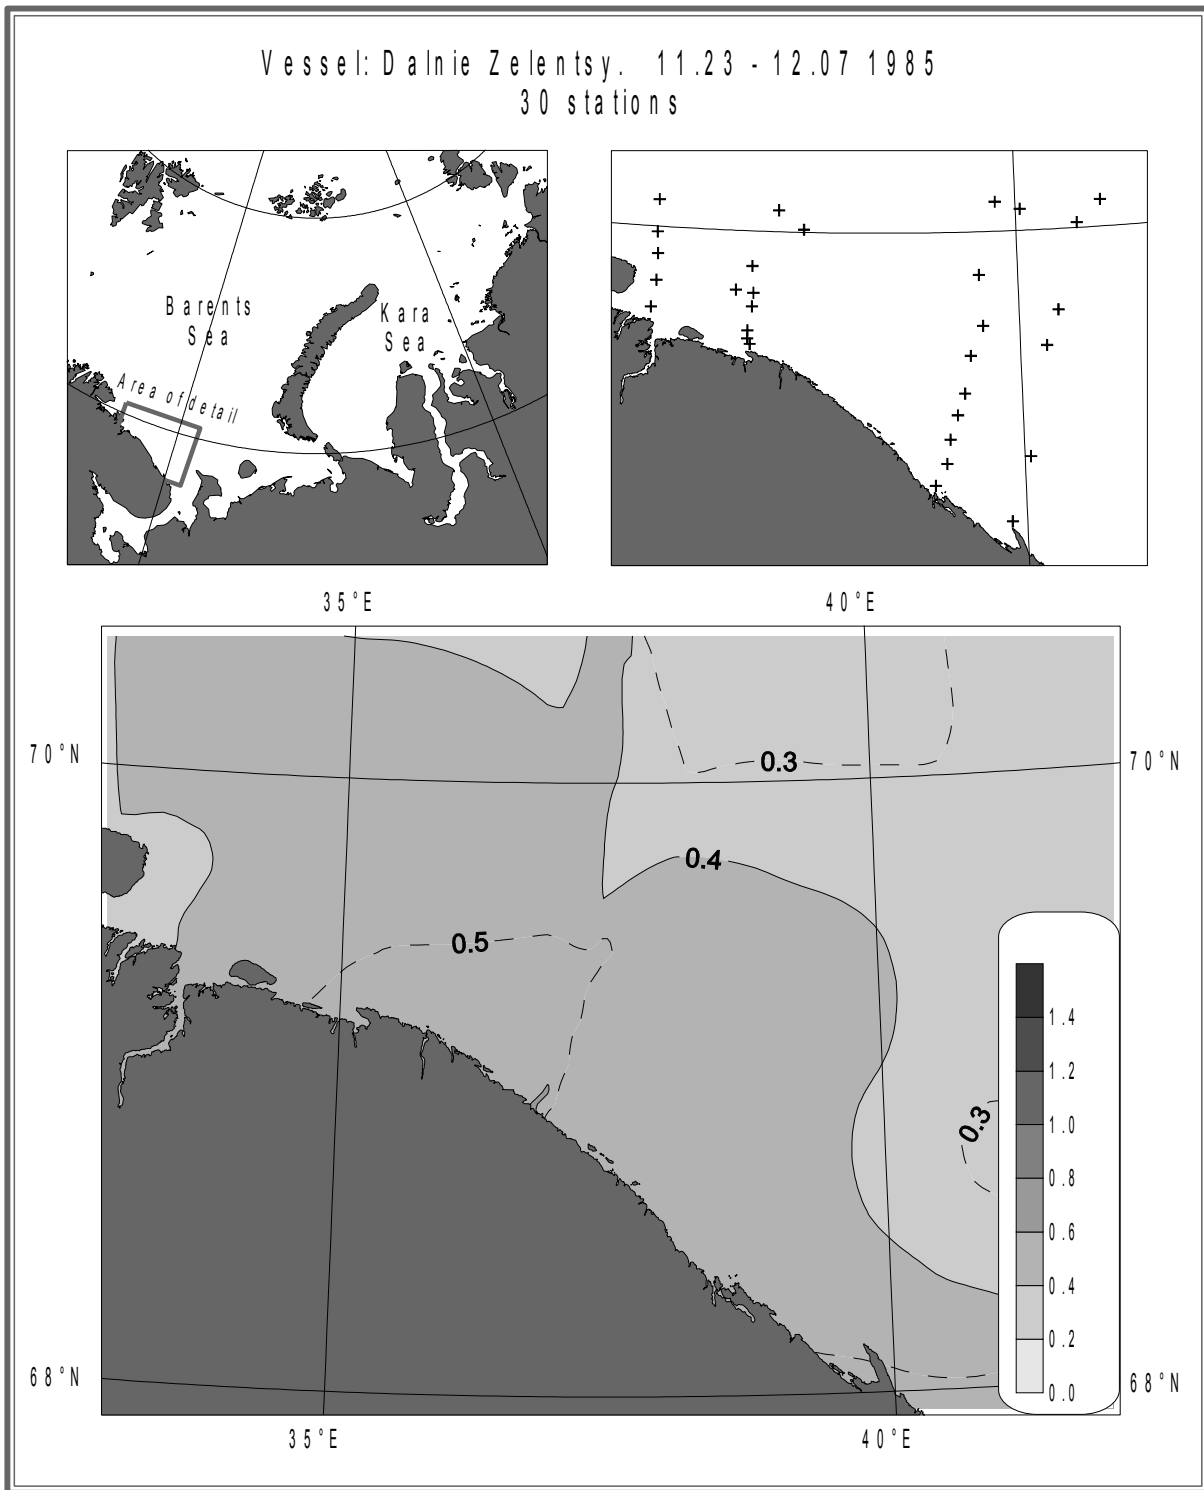 Vessel: Dalnie Zelentsy. 11.23 - 12.07 1985
30 stations
Barents
Sea
Kara
Sea
Area of detail
35°E
40°E
70°N
70°N
0.3
0.4
0.5
0.3
1.4
1.2
1.0
0.8
0.6
0.4
0.2
0.0
68°N
68°N
35°E
40°E